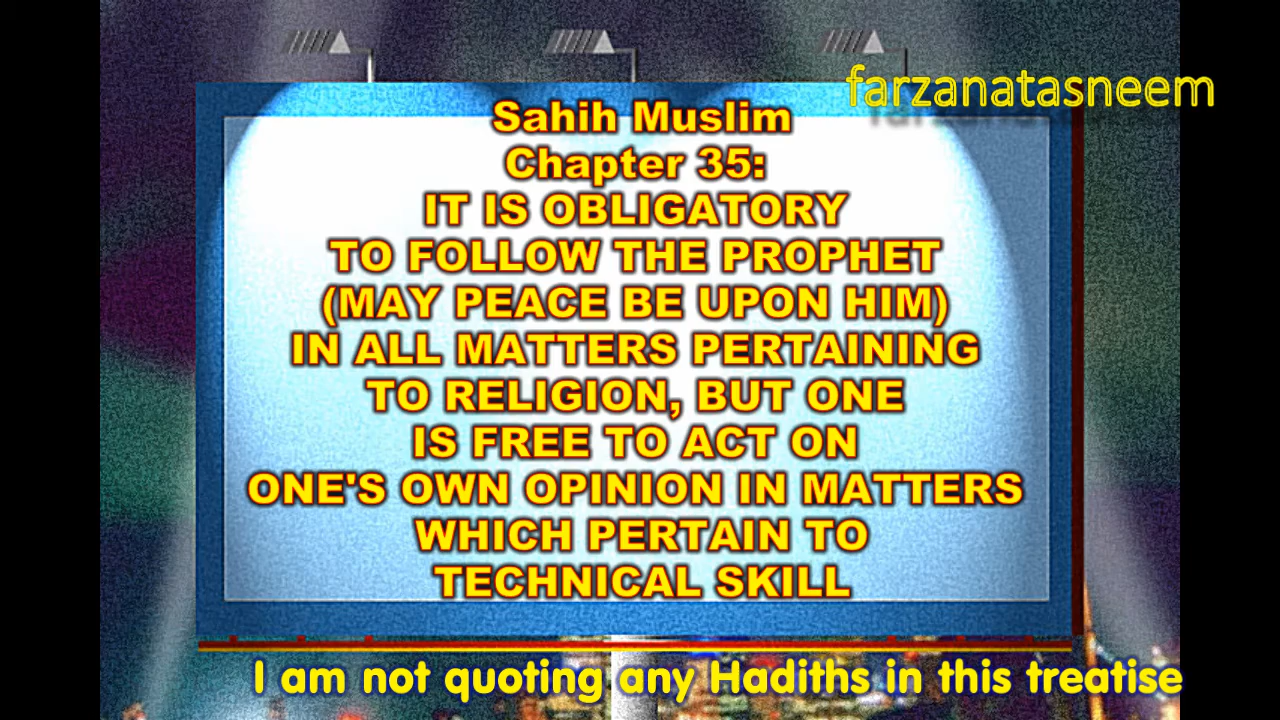 farzanatasneem
Sahih Muslim
Chapter 35:
IT IS OBLIGATORY
TO FOLLOW THE PROPHET
(MAY PEACE BE UPON HIM)
IN ALL MATTERS PERTAINING
TO RELIGION, BUT ONE
IS FREE TO ACT ON
ONE'S OWN OPINION IN MATTERS
WHICH PERTAIN TO
TECHNICAL SKILL
I am not quoting any Hadiths in this treatise